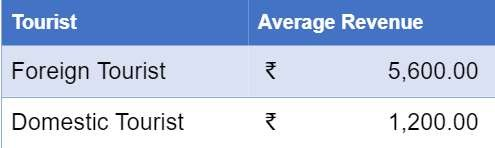 Tourist Average Revenue
Foreign Tourist ₹ 5,600.00
Domestic Tourist ₹ 1,200.00